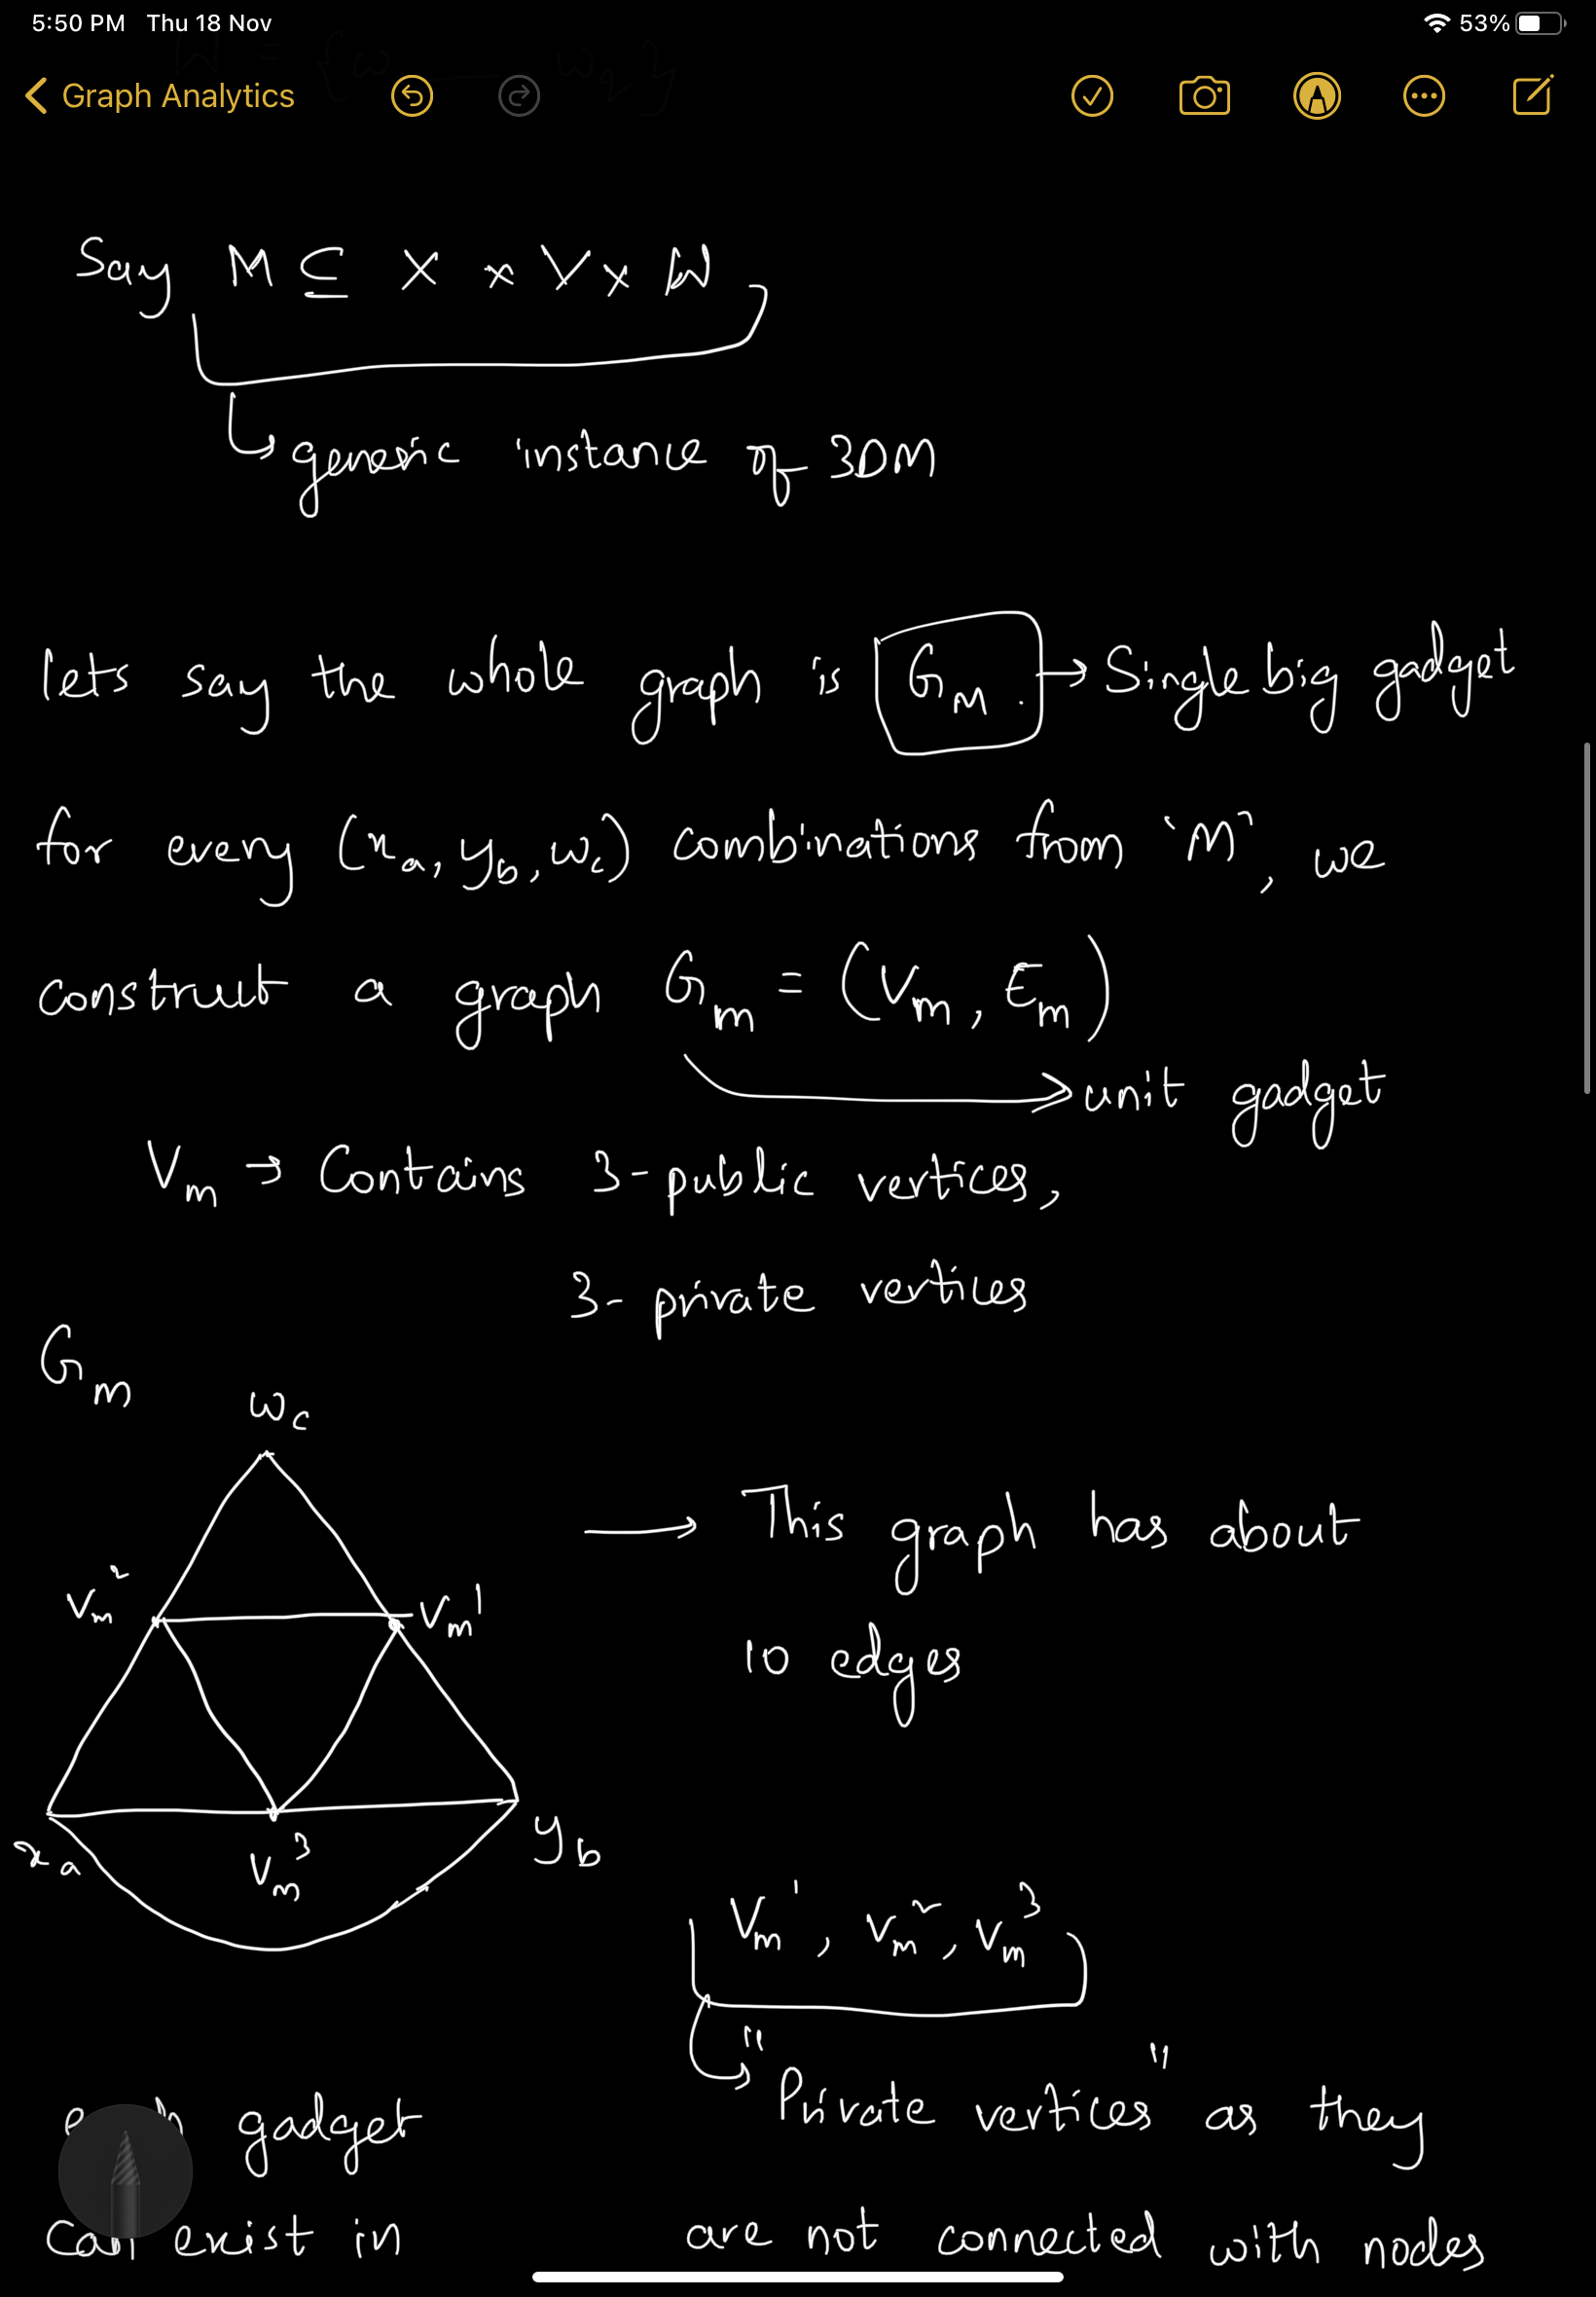 5:50 PM Thu 18 Nov 53%
Graph Analytics
Say M ⊆ X × Y × W
generic instance of 3DM
lets say the whole graph is G_M → Single big gadget
for every (x_a, y_b, w_c) combinations from 'M', we
construct a graph G_m = (V_m, E_m)
→ unit gadget
V_m → Contains 3-public vertices,
3- private vertices
G_m
w_c
→ This graph has about
10 edges
v_m^2
v_m^1
x_a
v_m^3
y_b
V_m^1, v_m^2, v_m^3
"Private vertices" as they
are not connected with nodes
gadget
can exist in